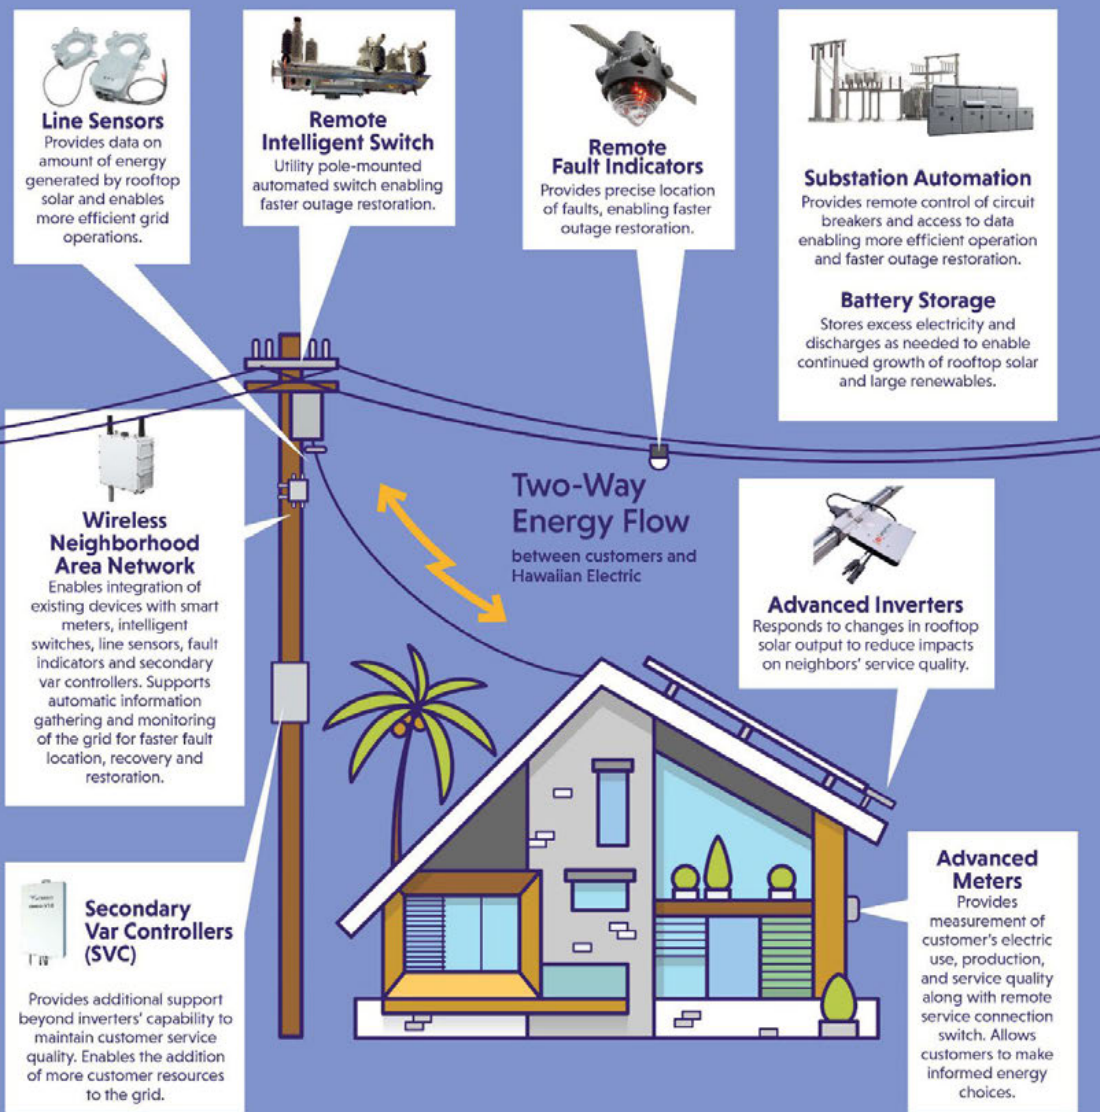 Line Sensors
Provides data on
amount of energy
generated by rooftop
solar and enables
more efficient grid
operations.
Remote
Intelligent Switch
Utility pole-mounted
automated switch enabling
faster outage restoration.
Remote
Fault Indicators
Provides precise location
of faults, enabling faster
outage restoration.
Substation Automation
Provides remote control of circuit
breakers and access to data
enabling more efficient operation
and faster outage restoration.
Battery Storage
Stores excess electricity and
discharges as needed to enable
continued growth of rooftop solar
and large renewables.
Wireless
Neighborhood
Area Network
Enables integration of
existing devices with smart
meters, intelligent
switches, line sensors, fault
indicators and secondary
var controllers. Supports
automatic information
gathering and monitoring
of the grid for faster fault
location, recovery and
restoration.
Two-Way
Energy Flow
between customers and
Hawaiian Electric
Advanced Inverters
Responds to changes in rooftop
solar output to reduce impacts
on neighbors' service quality.
Secondary
Var Controllers
(SVC)
Provides additional support
beyond inverters' capability to
maintain customer service
quality. Enables the addition
of more customer resources
to the grid.
Advanced
Meters
Provides
measurement of
customer's electric
use, production,
and service quality
along with remote
service connection
switch. Allows
customers to make
informed energy
choices.